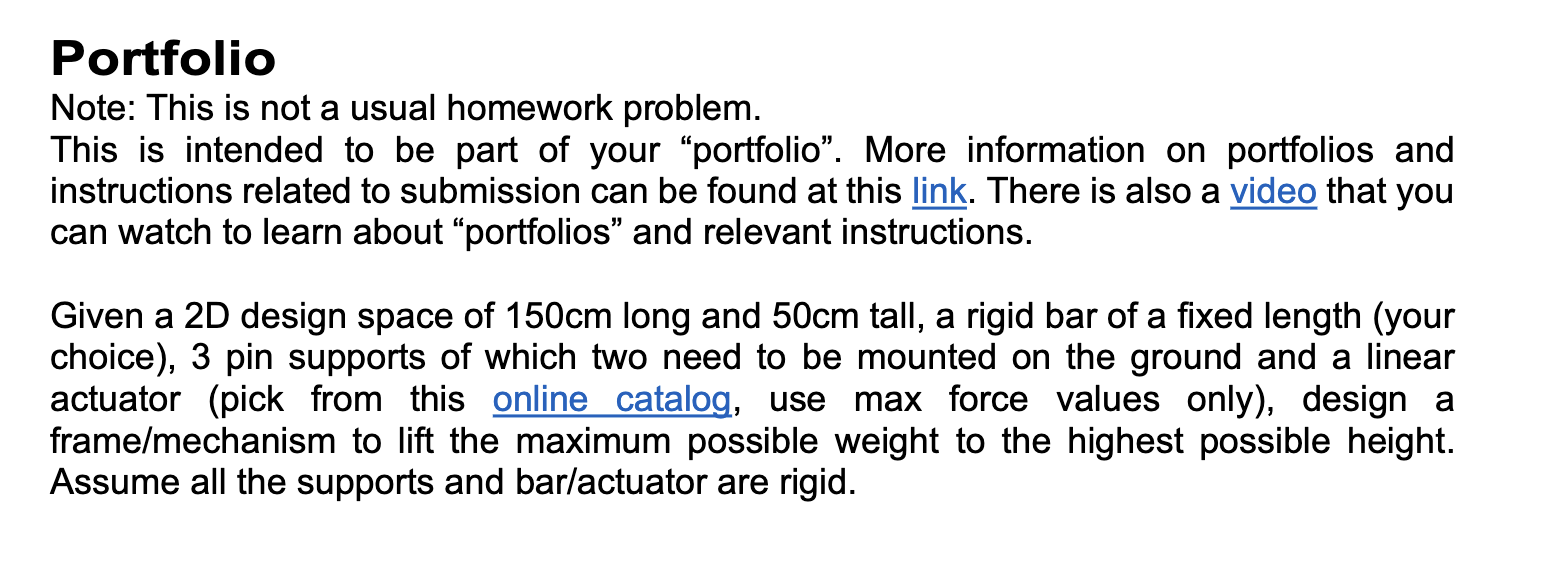 Portfolio
Note: This is not a usual homework problem.
This is intended to be part of your “portfolio”. More information on portfolios and
instructions related to submission can be found at this link. There is also a video that you
can watch to learn about “portfolios” and relevant instructions.
Given a 2D design space of 150cm long and 50cm tall, a rigid bar of a fixed length (your
choice), 3 pin supports of which two need to be mounted on the ground and a linear
actuator (pick from this online catalog, use max force values only), design a
frame/mechanism to lift the maximum possible weight to the highest possible height.
Assume all the supports and bar/actuator are rigid.